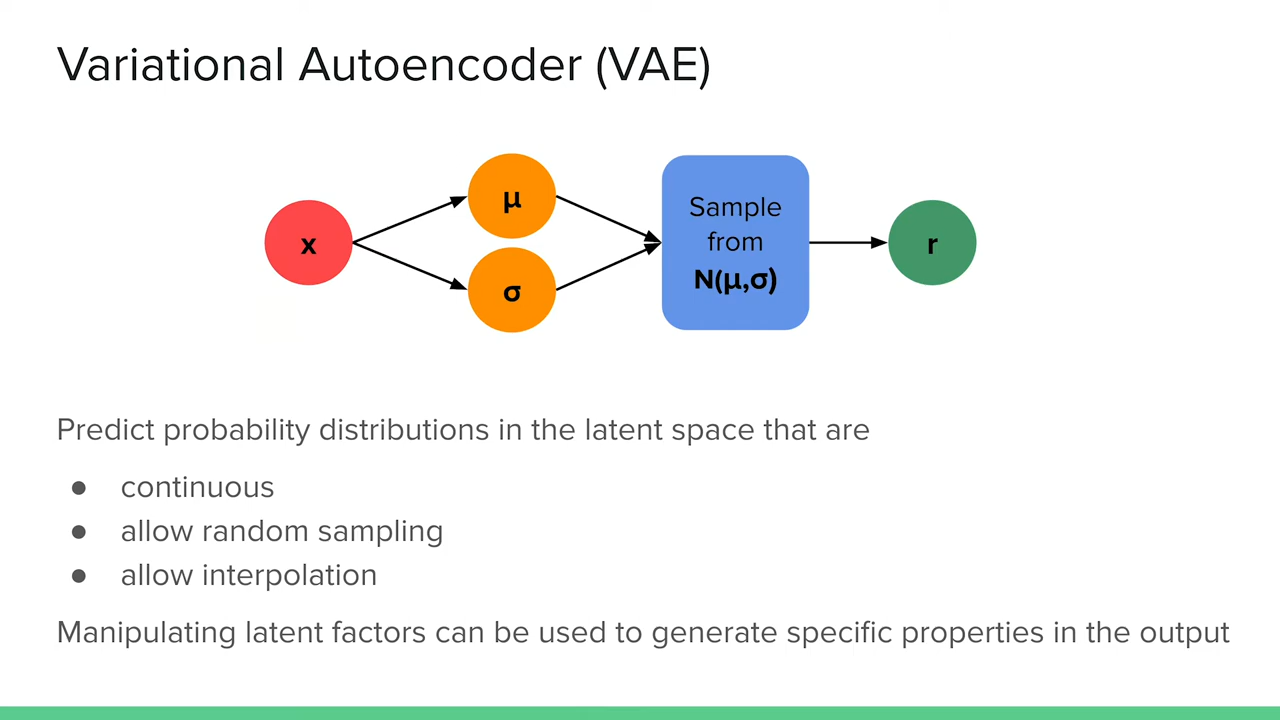 Variational Autoencoder (VAE)
x
μ
σ
Sample
from
N(μ,σ)
r
Predict probability distributions in the latent space that are
● continuous
● allow random sampling
● allow interpolation
Manipulating latent factors can be used to generate specific properties in the output